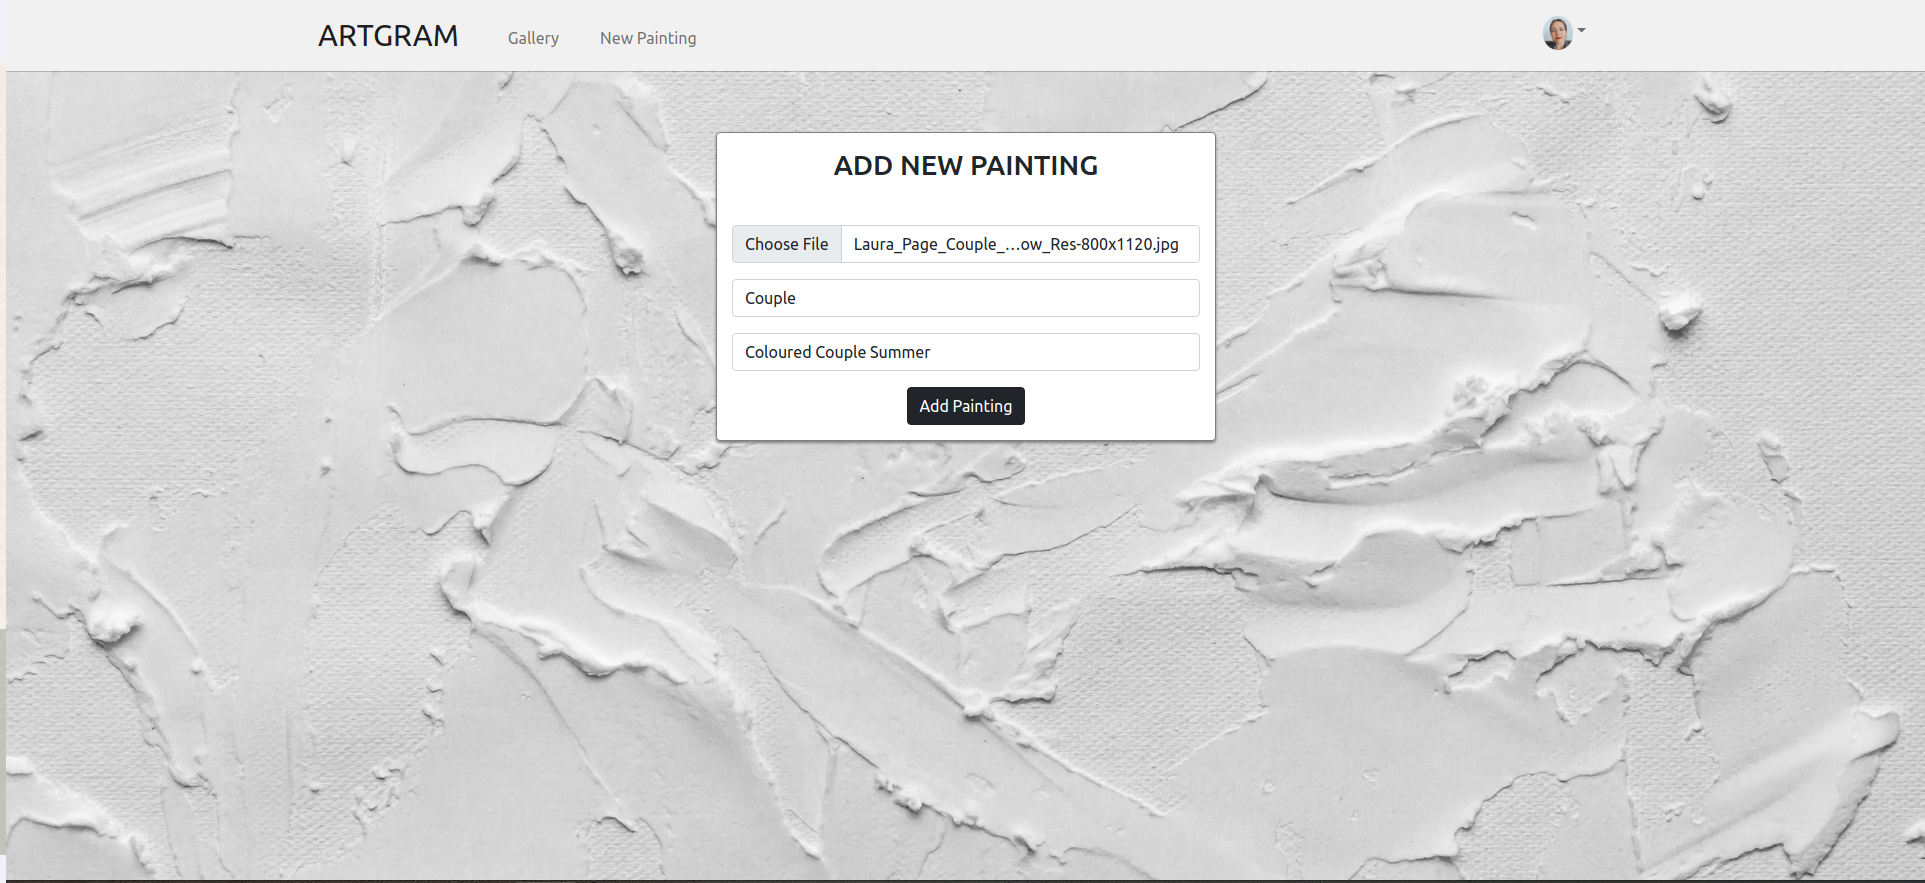 ARTGRAM Gallery New Painting
ADD NEW PAINTING
Choose File Laura_Page_Couple_...ow_Res-800x1120.jpg
Couple
Coloured Couple Summer
Add Painting